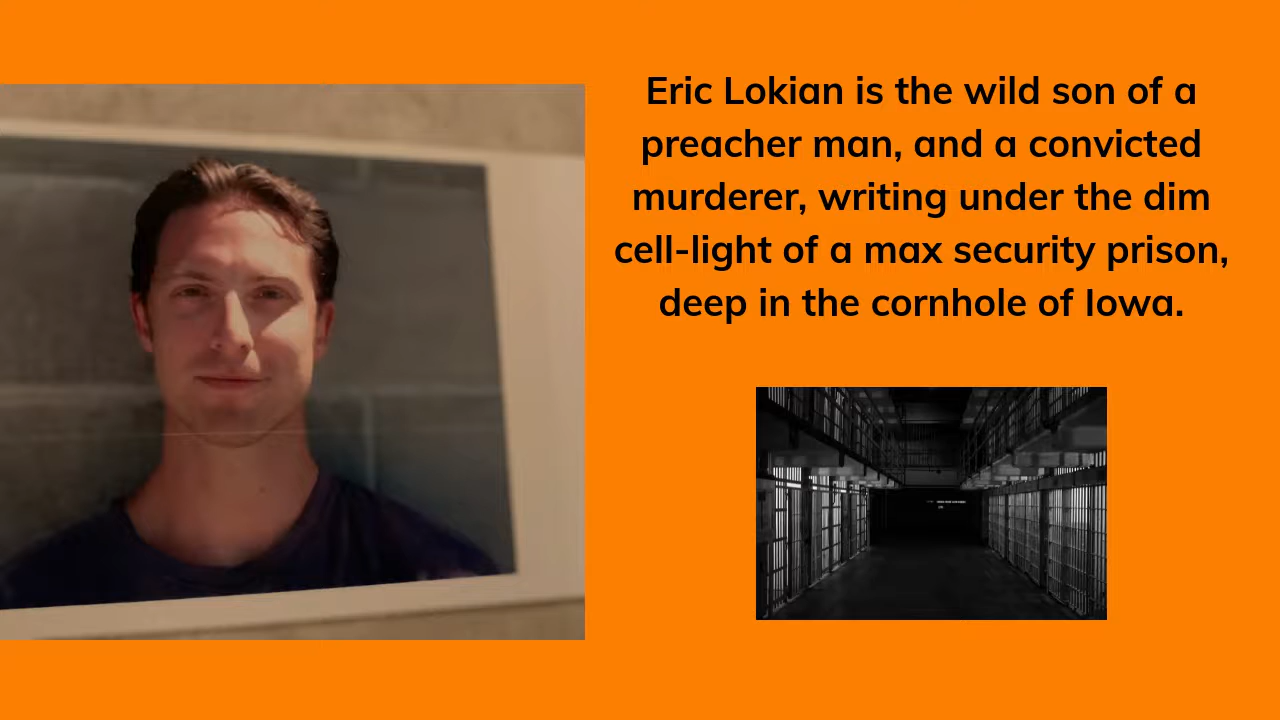 Eric Lokian is the wild son of a
preacher man, and a convicted
murderer, writing under the dim
cell-light of a max security prison,
deep in the cornhole of Iowa.